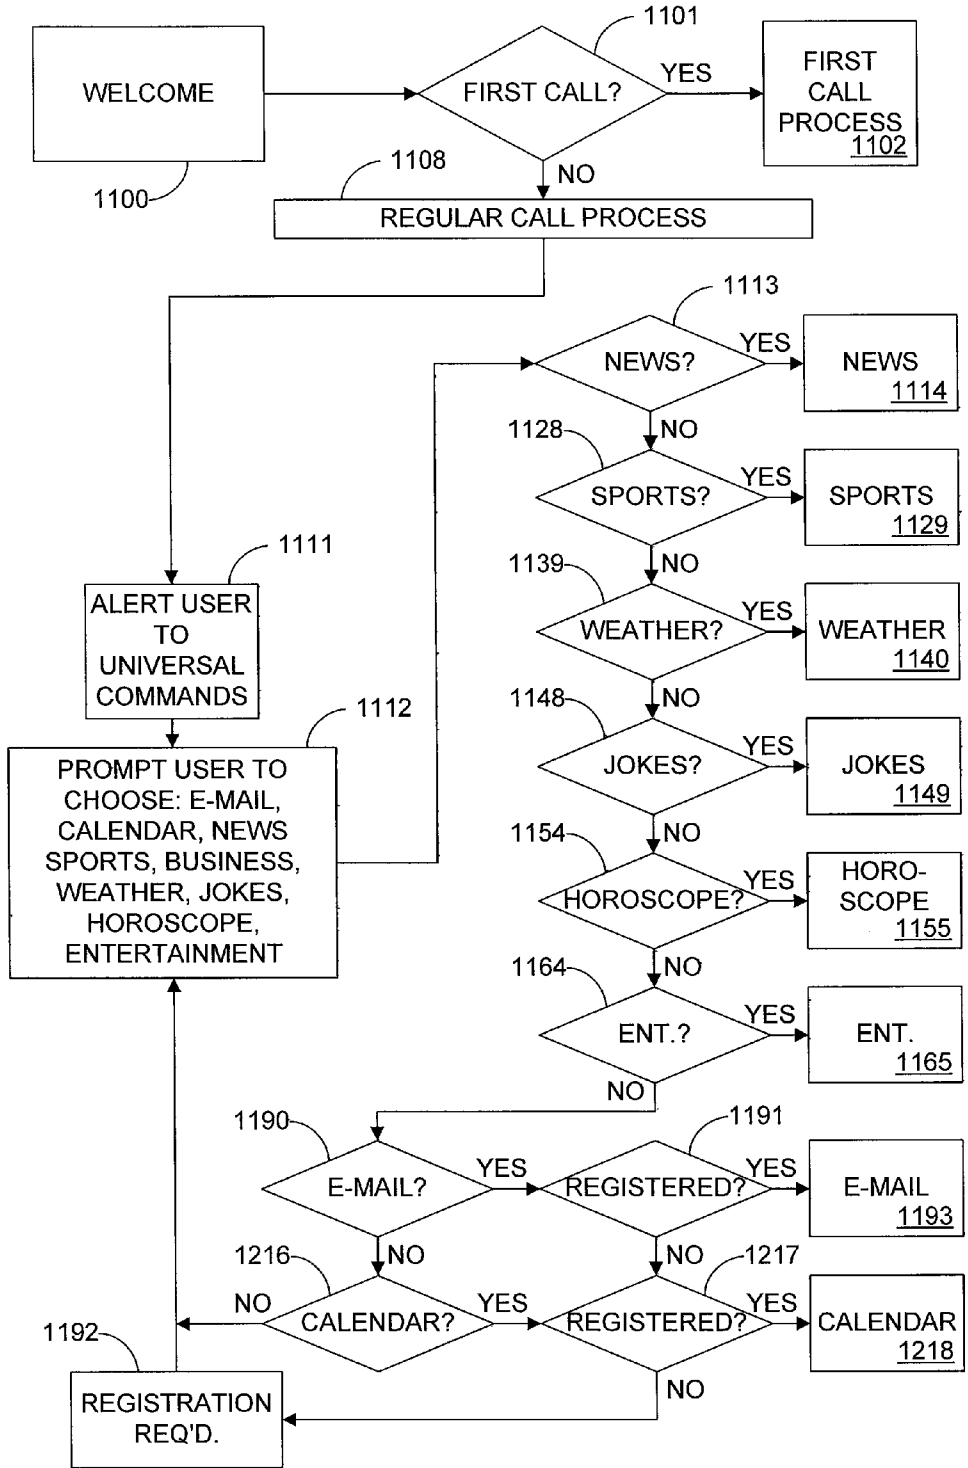 1101
WELCOME
1100
FIRST CALL?
YES
FIRST
CALL
PROCESS
1102
NO
1108
REGULAR CALL PROCESS
1113
NEWS?
YES
NEWS
1114
NO
1128
SPORTS?
YES
SPORTS
1129
NO
1139
WEATHER?
YES
WEATHER
1140
NO
1111
ALERT USER
TO
UNIVERSAL
COMMANDS
1112
PROMPT USER TO
CHOOSE: E-MAIL,
CALENDAR, NEWS
SPORTS, BUSINESS,
WEATHER, JOKES,
HOROSCOPE,
ENTERTAINMENT
1148
JOKES?
YES
JOKES
1149
NO
1154
HOROSCOPE?
YES
HORO-
SCOPE
1155
NO
1164
ENT.?
YES
ENT.
1165
NO
1190
E-MAIL?
YES
1191
REGISTERED?
YES
E-MAIL
1193
NO
NO
1216
CALENDAR?
NO
YES
1217
REGISTERED?
YES
CALENDAR
1218
NO
1192
REGISTRATION
REQ'D.